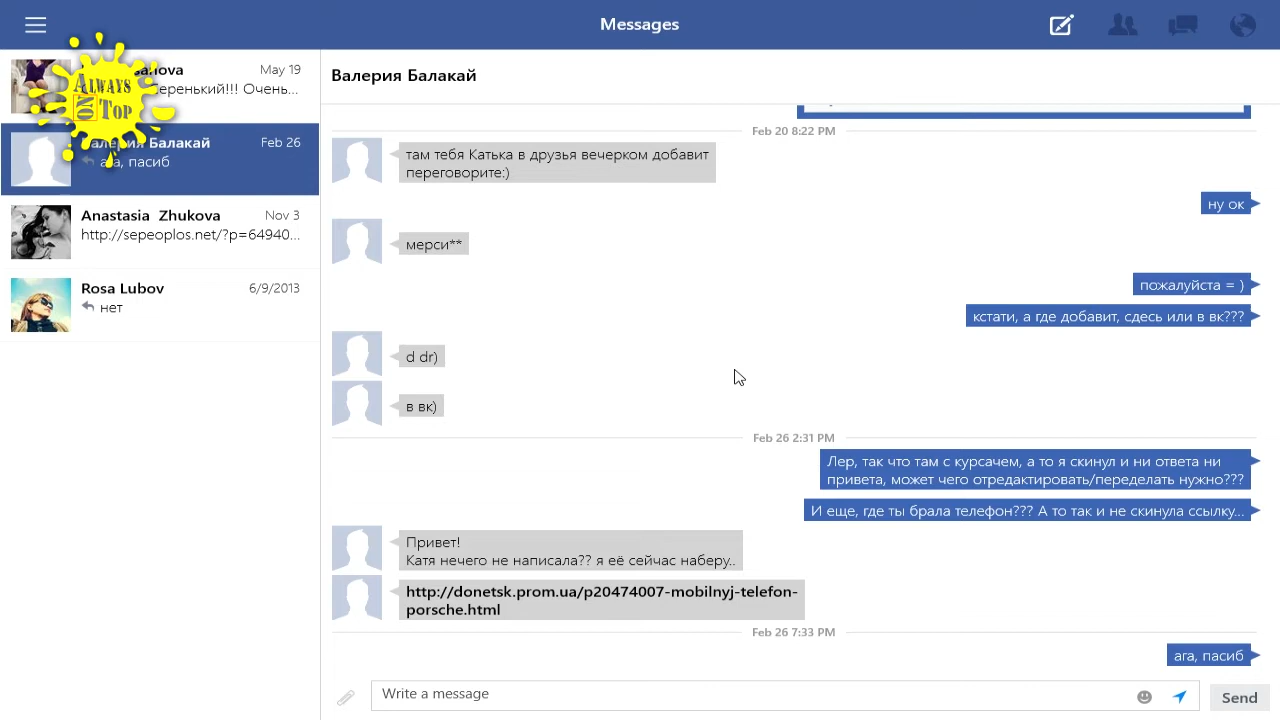 Messages
anova
May 19
Серенький!!! Очень...
ALWAYS
ON TOP
Валерия Балакай
Feb 26
ага, пасиб
Anastasia Zhukova
Nov 3
http://sepeoplos.net/?p=64940...
Rosa Lubov
6/9/2013
нет
Валерия Балакай
Feb 20 8:22 PM
там тебя Катька в друзья вечерком добавит
переговорите:)
ну ок
мерси**
пожалуйста = )
кстати, а где добавит, сдесь или в вк???
d dr)
в вк)
Feb 26 2:31 PM
Лер, так что там с курсачем, а то я скинул и ни ответа ни
привета, может чего отредактировать/переделать нужно???
И еще, где ты брала телефон??? А то так и не скинула ссылку...
Привет!
Катя нечего не написала?? я её сейчас наберу..
http://donetsk.prom.ua/p20474007-mobilnyj-telefon-
porsche.html
Feb 26 7:33 PM
ага, пасиб
Write a message
Send